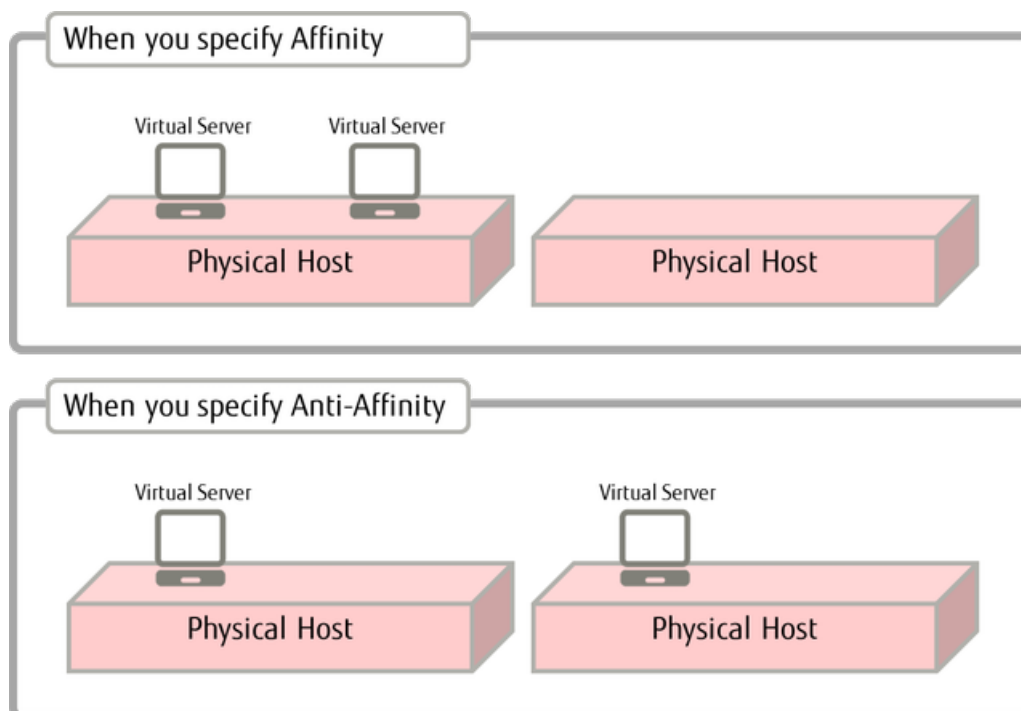 When you specify Affinity
Virtual Server
Virtual Server
Physical Host
Physical Host
When you specify Anti-Affinity
Virtual Server
Virtual Server
Physical Host
Physical Host